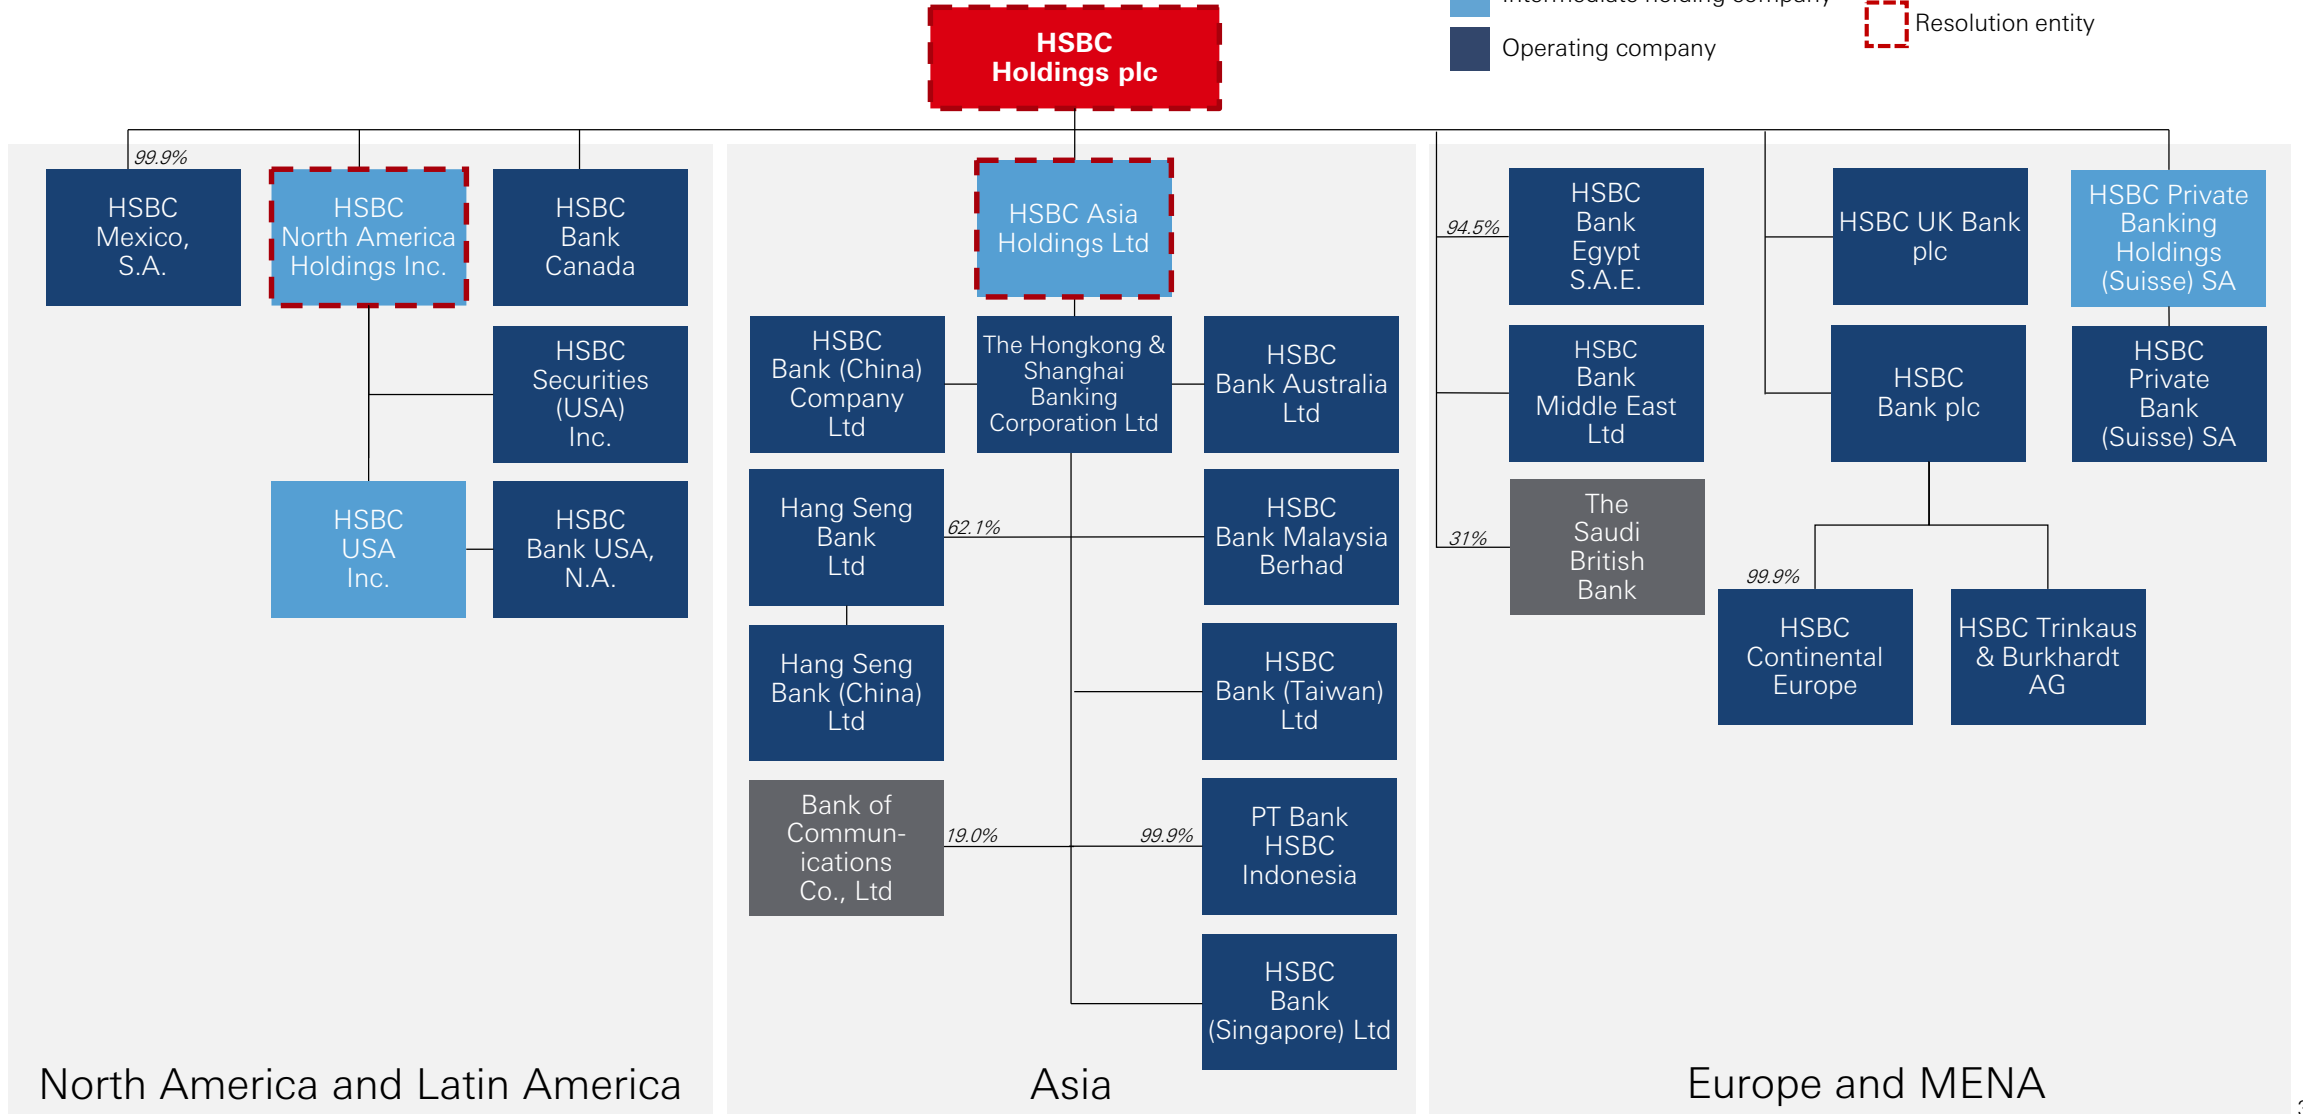 Intermediate holding company
Resolution entity
Operating company
HSBC
Holdings plc
99.9%
HSBC
Mexico,
S.A.
HSBC
North America
Holdings Inc.
HSBC
Bank
Canada
HSBC
Securities
(USA)
Inc.
HSBC
USA
Inc.
HSBC
Bank USA,
N.A.
North America and Latin America
HSBC Asia
Holdings Ltd
HSBC
Bank (China)
Company
Ltd
The Hongkong &
Shanghai
Banking
Corporation Ltd
HSBC
Bank Australia
Ltd
Hang Seng
Bank
Ltd
62.1%
HSBC
Bank Malaysia
Berhad
Hang Seng
Bank (China)
Ltd
HSBC
Bank (Taiwan)
Ltd
Bank of
Commun-
ications
Co., Ltd
19.0%
99.9%
PT Bank
HSBC
Indonesia
HSBC
Bank
(Singapore) Ltd
Asia
94.5%
HSBC
Bank
Egypt
S.A.E.
HSBC UK Bank
plc
HSBC Private
Banking
Holdings
(Suisse) SA
HSBC
Bank
Middle East
Ltd
HSBC
Bank plc
HSBC
Private
Bank
(Suisse) SA
31%
The
Saudi
British
Bank
99.9%
HSBC
Continental
Europe
HSBC Trinkaus
& Burkhardt
AG
Europe and MENA